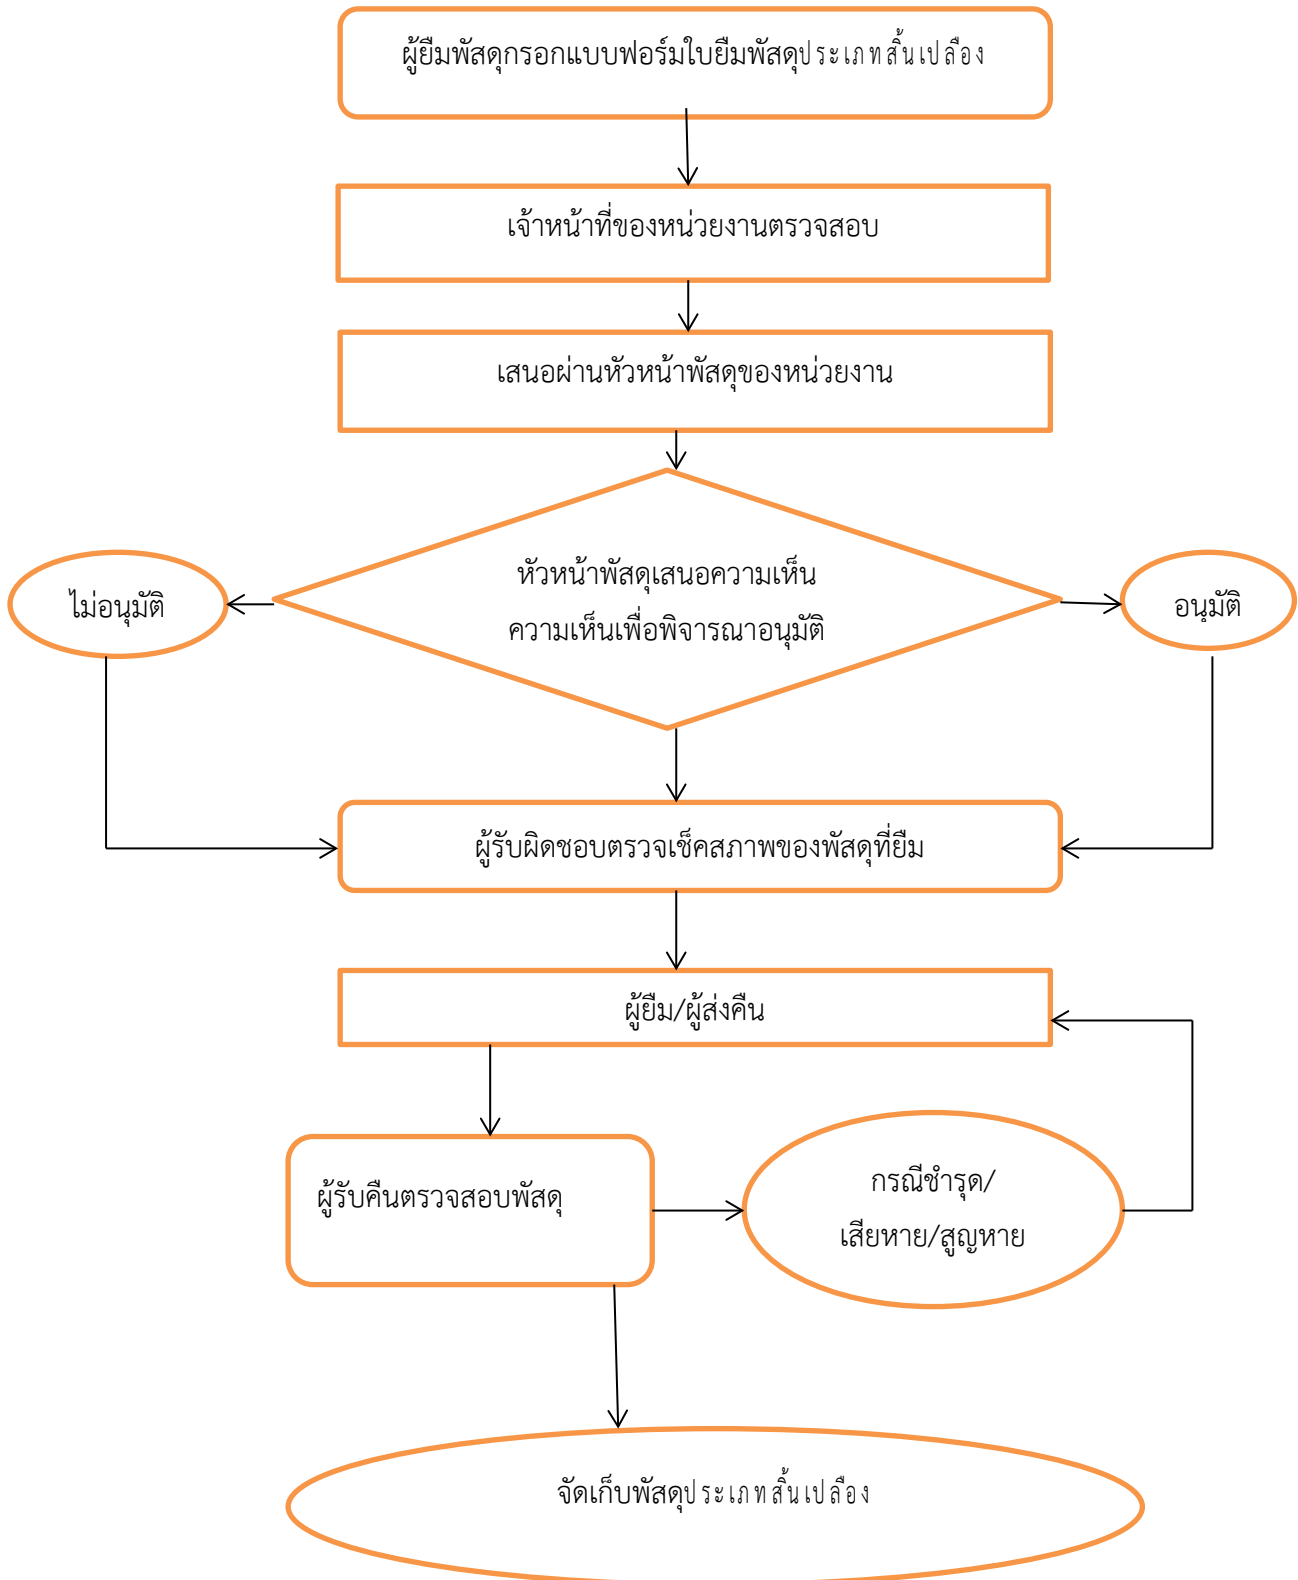 ผู้ยืมพัสดุกรอกแบบฟอร์มใบยืมพัสดุประเภทสิ้นเปลือง
เจ้าหน้าที่ของหน่วยงานตรวจสอบ
เสนอผ่านหัวหน้าพัสดุของหน่วยงาน
หัวหน้าพัสดุเสนอความเห็น
ความเห็นเพื่อพิจารณาอนุมัติ
ไม่อนุมัติ
อนุมัติ
ผู้รับผิดชอบตรวจเช็คสภาพของพัสดุที่ยืม
ผู้ยืม/ผู้ส่งคืน
ผู้รับคืนตรวจสอบพัสดุ
กรณีชำรุด/
เสียหาย/สูญหาย
จัดเก็บพัสดุประเภทสิ้นเปลือง